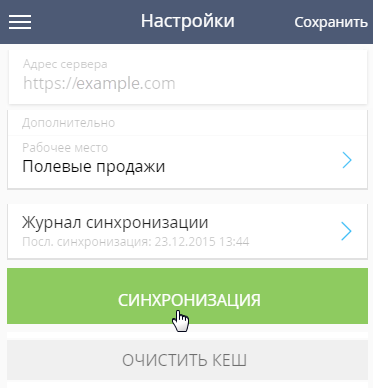 Настройки Сохранить
Адрес сервера
https://example.com
Дополнительно
Рабочее место
Полевые продажи
Журнал синхронизации
Посл. синхронизация: 23.12.2015 13:44
СИНХРОНИЗАЦИЯ
ОЧИСТИТЬ КЕШ